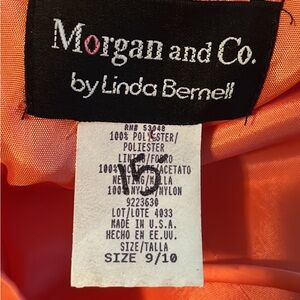 Morgan and Co.
by Linda Bernell
RN# 53048
100% POLYESTER/
POLIESTER
LINING/FORRO
100% ACETATE/ACETATO
NETTING/MALLA
100% NYLON/NYLON
9223630
LOT/LOTE 4033
MADE IN U.S.A.
HECHO EN EE.UU.
SIZE/TALLA
SIZE 9/10
15